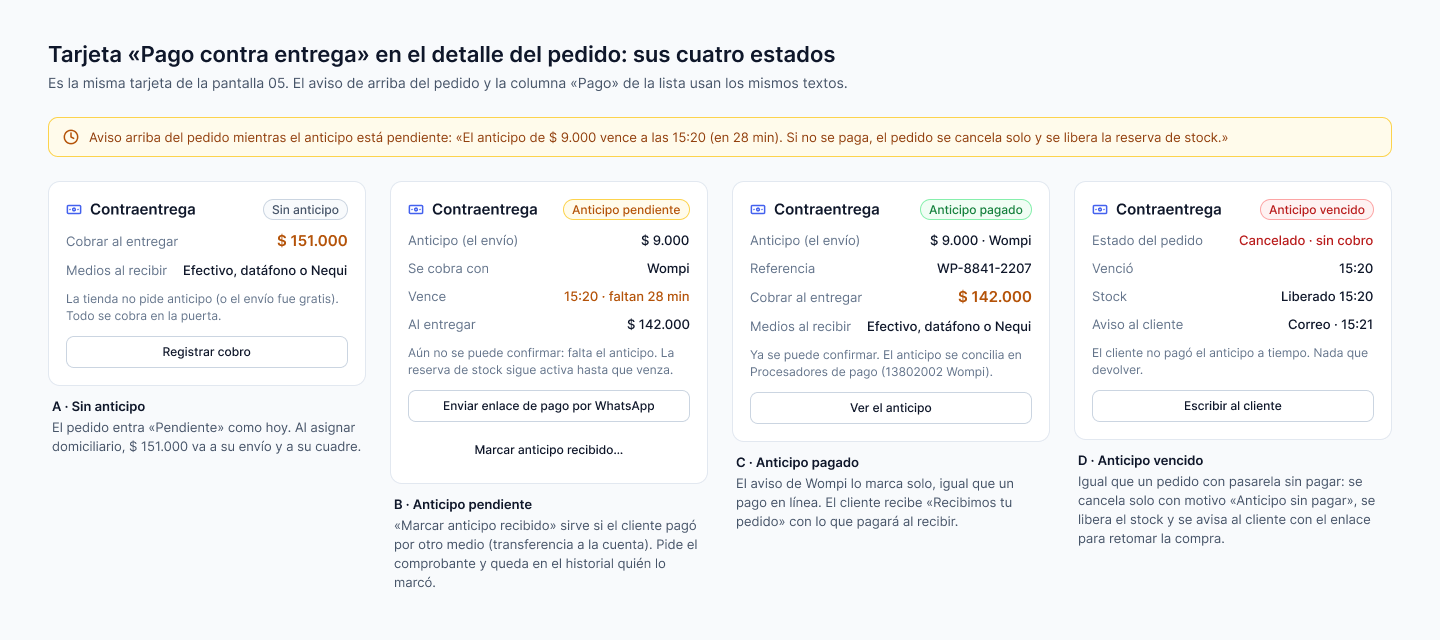 Tarjeta «Pago contra entrega» en el detalle del pedido: sus cuatro estados
Es la misma tarjeta de la pantalla 05. El aviso de arriba del pedido y la columna «Pago» de la lista usan los mismos textos.
Aviso arriba del pedido mientras el anticipo está pendiente: «El anticipo de $ 9.000 vence a las 15:20 (en 28 min). Si no se paga, el pedido se cancela solo y se libera la reserva de stock.»
Contraentrega
Sin anticipo
Cobrar al entregar
$ 151.000
Medios al recibir
Efectivo, datáfono o Nequi
La tienda no pide anticipo (o el envío fue gratis).
Todo se cobra en la puerta.
Registrar cobro
A · Sin anticipo
El pedido entra «Pendiente» como hoy. Al asignar
domiciliario, $ 151.000 va a su envío y a su cuadre.
Contraentrega
Anticipo pendiente
Anticipo (el envío)
$ 9.000
Se cobra con
Wompi
Vence
15:20 · faltan 28 min
Al entregar
$ 142.000
Aún no se puede confirmar: falta el anticipo. La
reserva de stock sigue activa hasta que venza.
Enviar enlace de pago por WhatsApp
Marcar anticipo recibido...
B · Anticipo pendiente
«Marcar anticipo recibido» sirve si el cliente pagó
por otro medio (transferencia a la cuenta). Pide el
comprobante y queda en el historial quién lo
marcó.
Contraentrega
Anticipo pagado
Anticipo (el envío)
$ 9.000 · Wompi
Referencia
WP-8841-2207
Cobrar al entregar
$ 142.000
Medios al recibir
Efectivo, datáfono o Nequi
Ya se puede confirmar. El anticipo se concilia en
Procesadores de pago (13802002 Wompi).
Ver el anticipo
C · Anticipo pagado
El aviso de Wompi lo marca solo, igual que un
pago en línea. El cliente recibe «Recibimos tu
pedido» con lo que pagará al recibir.
Contraentrega
Anticipo vencido
Estado del pedido
Cancelado · sin cobro
Venció
15:20
Stock
Liberado 15:20
Aviso al cliente
Correo · 15:21
El cliente no pagó el anticipo a tiempo. Nada que
devolver.
Escribir al cliente
D · Anticipo vencido
Igual que un pedido con pasarela sin pagar: se
cancela solo con motivo «Anticipo sin pagar», se
libera el stock y se avisa al cliente con el enlace
para retomar la compra.